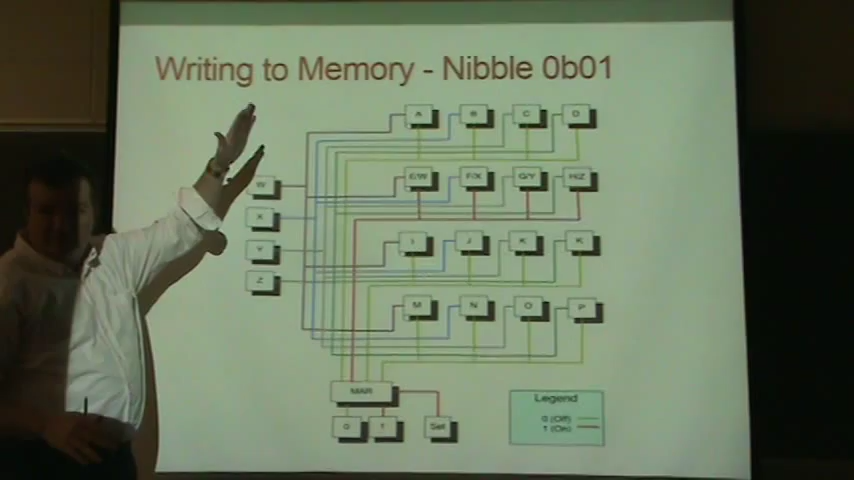 Writing to Memory - Nibble 0b01
A B C D
W E/W F/X G/Y H/Z
X
Y I J K K
Z
M N O P
MAR
0 1 Set
Legend
0 (Off)
1 (On)